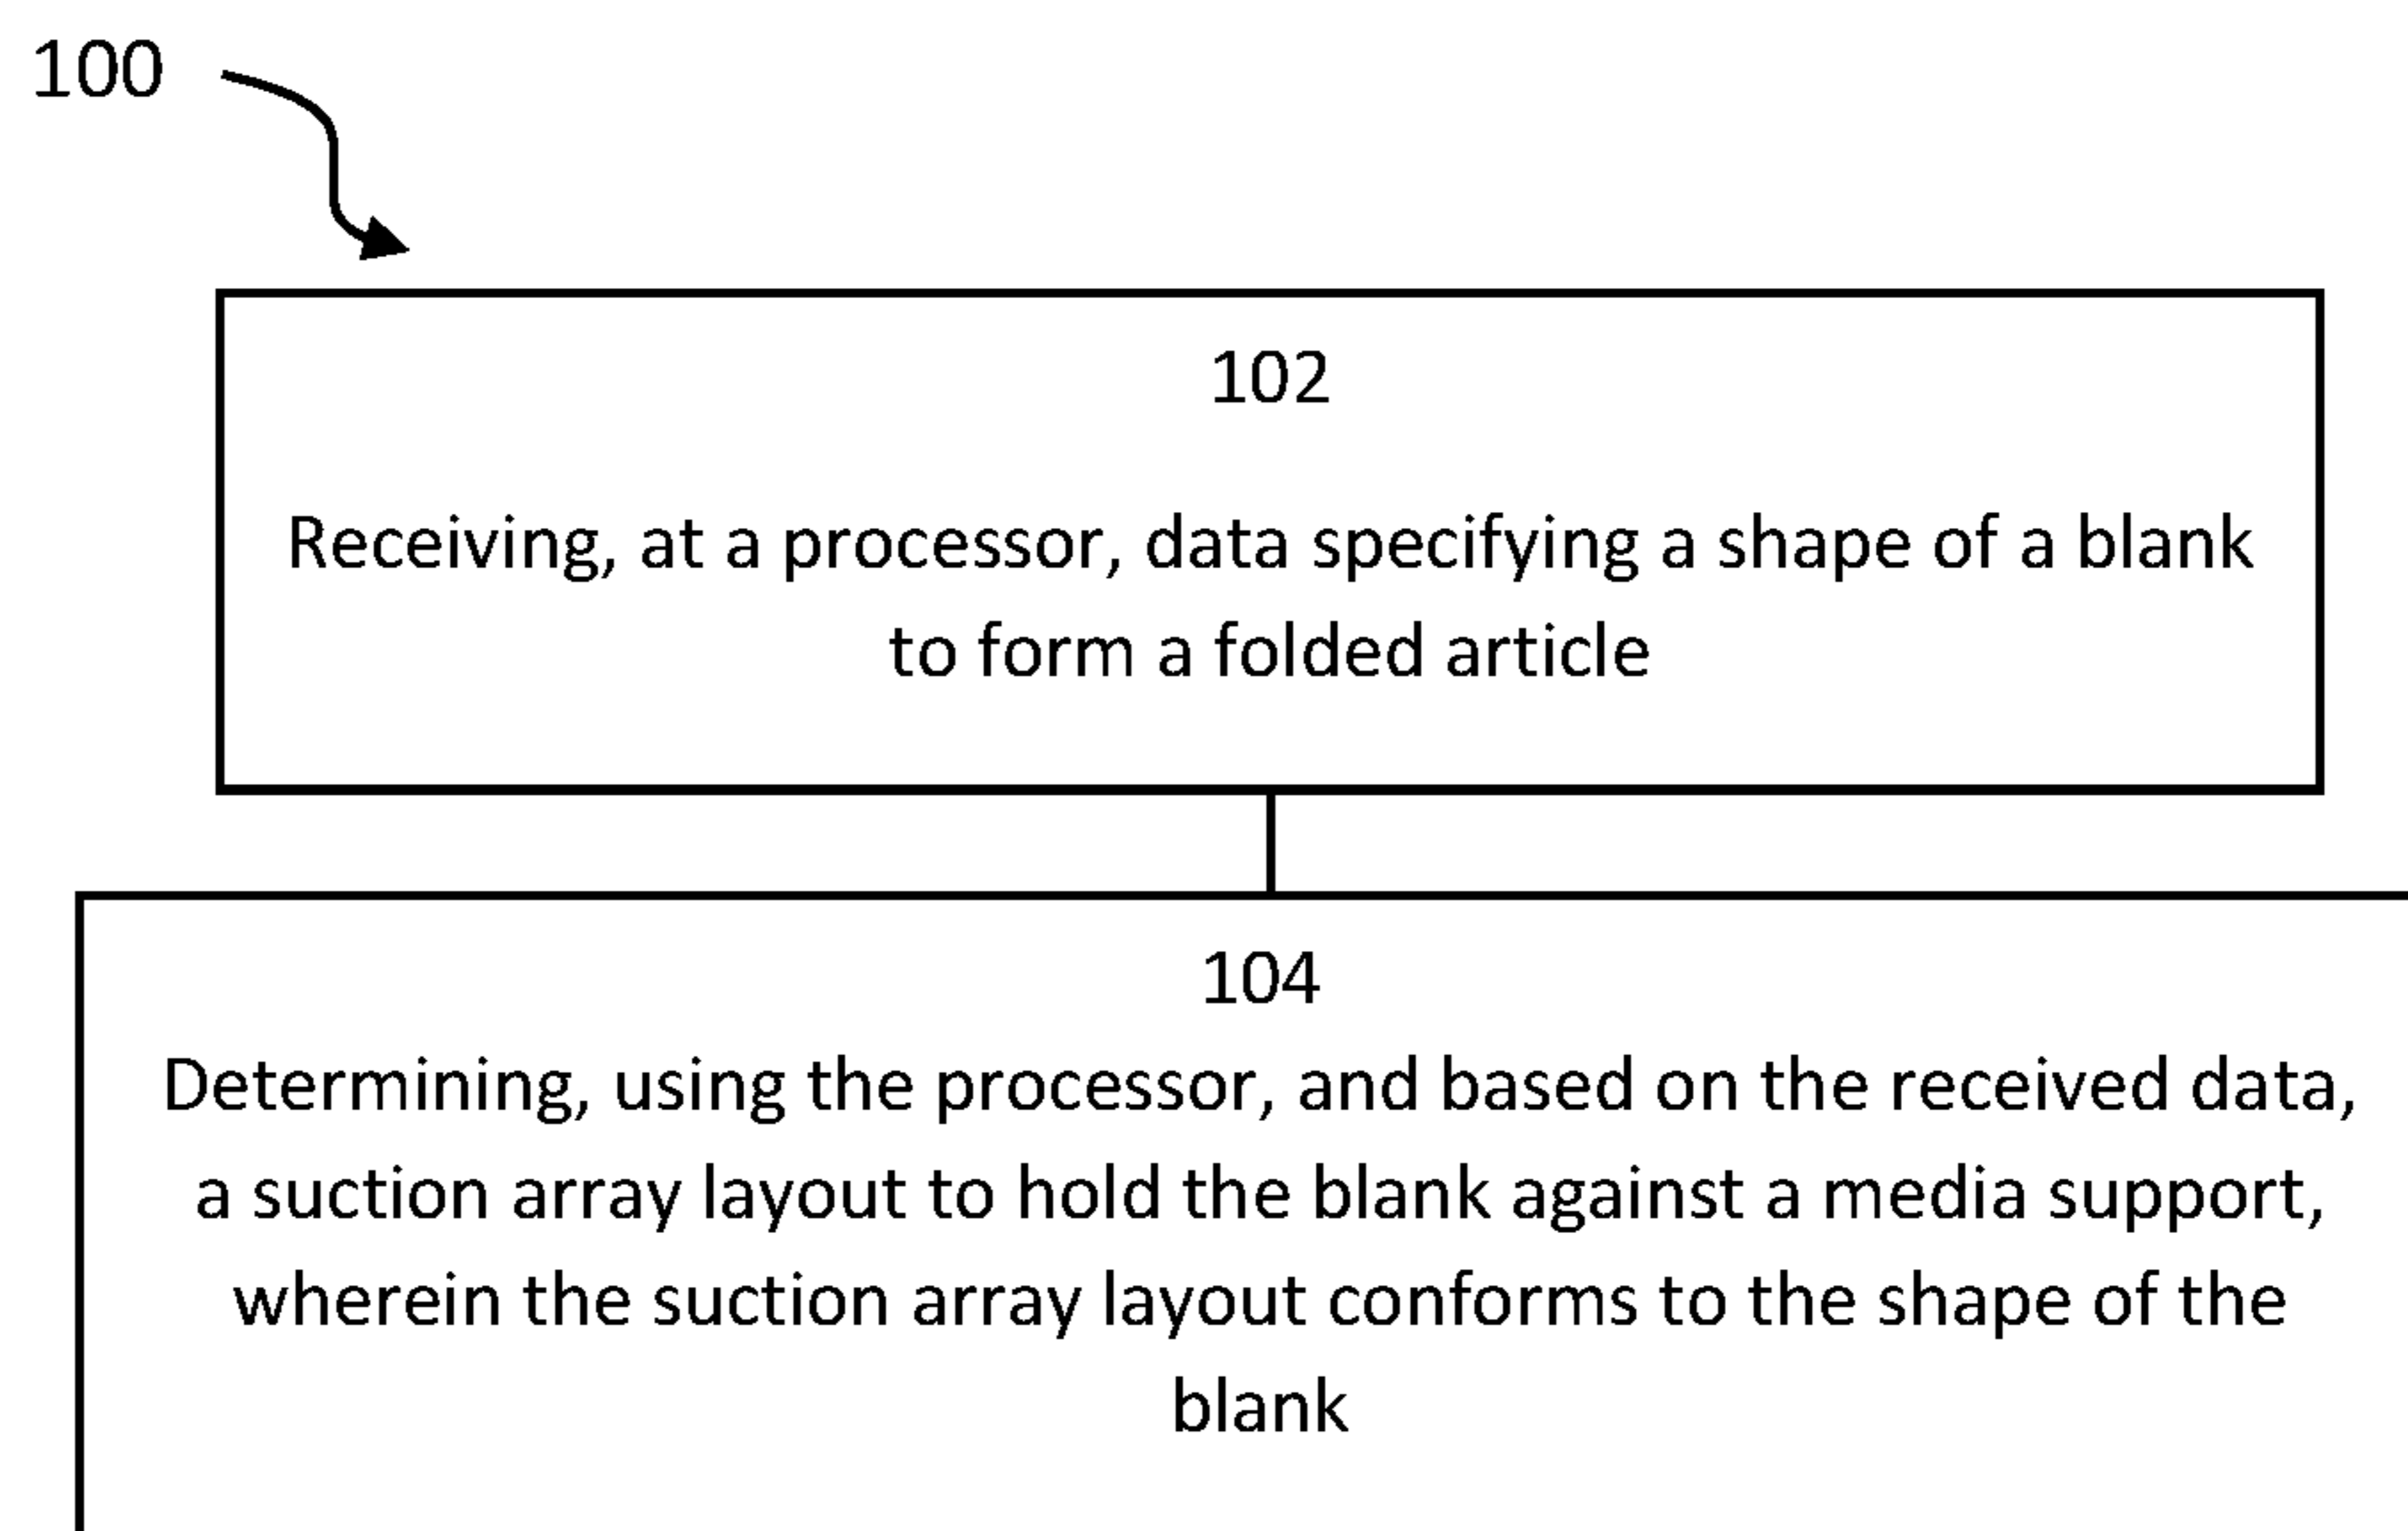 100
102
Receiving, at a processor, data specifying a shape of a blank
to form a folded article
104
Determining, using the processor, and based on the received data,
a suction array layout to hold the blank against a media support,
wherein the suction array layout conforms to the shape of the
blank